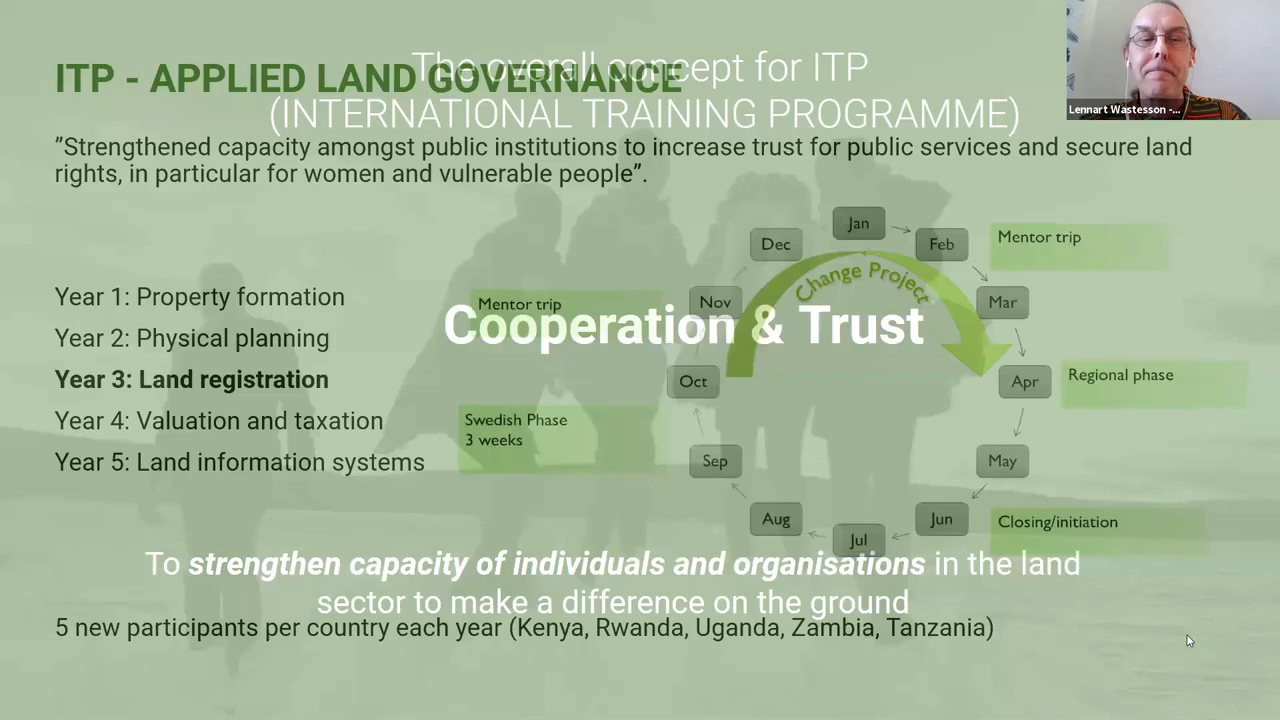 The overall concept for ITP
(INTERNATIONAL TRAINING PROGRAMME)
ITP - APPLIED LAND GOVERNANCE
”Strengthened capacity amongst public institutions to increase trust for public services and secure land
rights, in particular for women and vulnerable people”.
Year 1: Property formation
Year 2: Physical planning
Year 3: Land registration
Year 4: Valuation and taxation
Year 5: Land information systems
Cooperation & Trust
Change Project
Jan
Feb
Mar
Apr
May
Jun
Jul
Aug
Sep
Oct
Nov
Dec
Mentor trip
Regional phase
Closing/initiation
Swedish Phase
3 weeks
Mentor trip
To strengthen capacity of individuals and organisations in the land
sector to make a difference on the ground
5 new participants per country each year (Kenya, Rwanda, Uganda, Zambia, Tanzania)
Lennart Wastesson -...